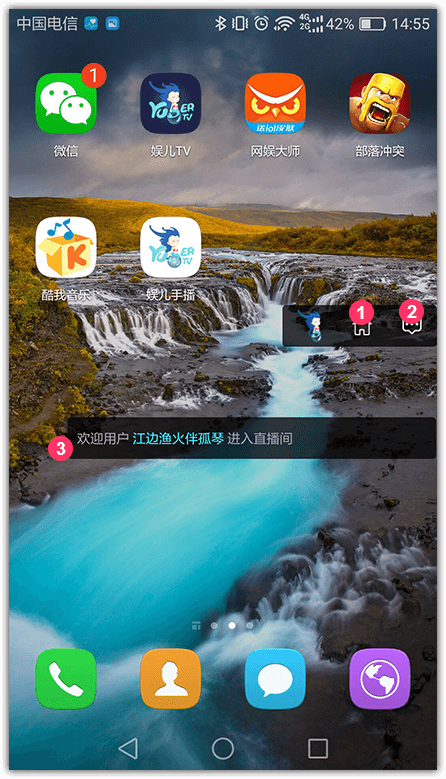 中国电信 4G 2G 42% 14:55
1
YUER TV
送lol皮肤
微信 娱儿TV 网娱大师 部落冲突
K
YUER TV
酷我音乐 娱儿手播
1 2
欢迎用户 江边渔火伴孤琴 进入直播间
3